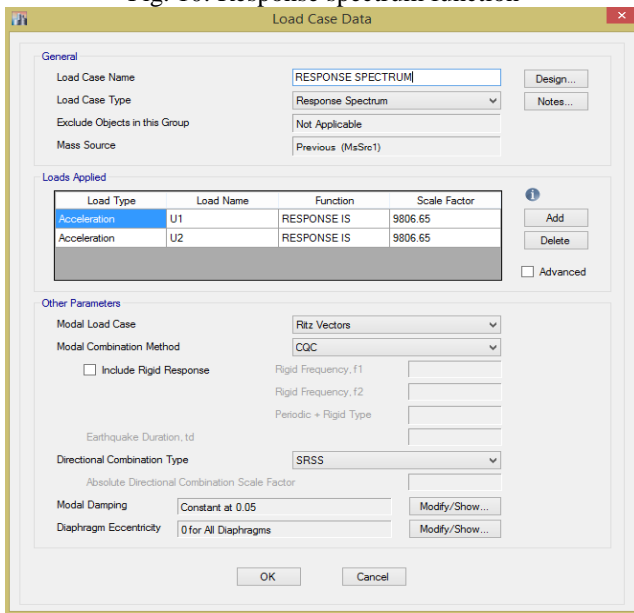 Fig. 10. Response spectrum function
Load Case Data
General
Load Case Name RESPONSE SPECTRUM Design...
Load Case Type Response Spectrum Notes...
Exclude Objects in this Group Not Applicable
Mass Source Previous (MsSrc1)
Loads Applied
Load Type Load Name Function Scale Factor
Acceleration U1 RESPONSE IS 9806.65 Add
Acceleration U2 RESPONSE IS 9806.65 Delete
Advanced
Other Parameters
Modal Load Case Ritz Vectors
Modal Combination Method CQC
Include Rigid Response Rigid Frequency, f1
Rigid Frequency, f2
Periodic + Rigid Type
Earthquake Duration, td
Directional Combination Type SRSS
Absolute Directional Combination Scale Factor
Modal Damping Constant at 0.05 Modify/Show...
Diaphragm Eccentricity 0 for All Diaphragms Modify/Show...
OK Cancel